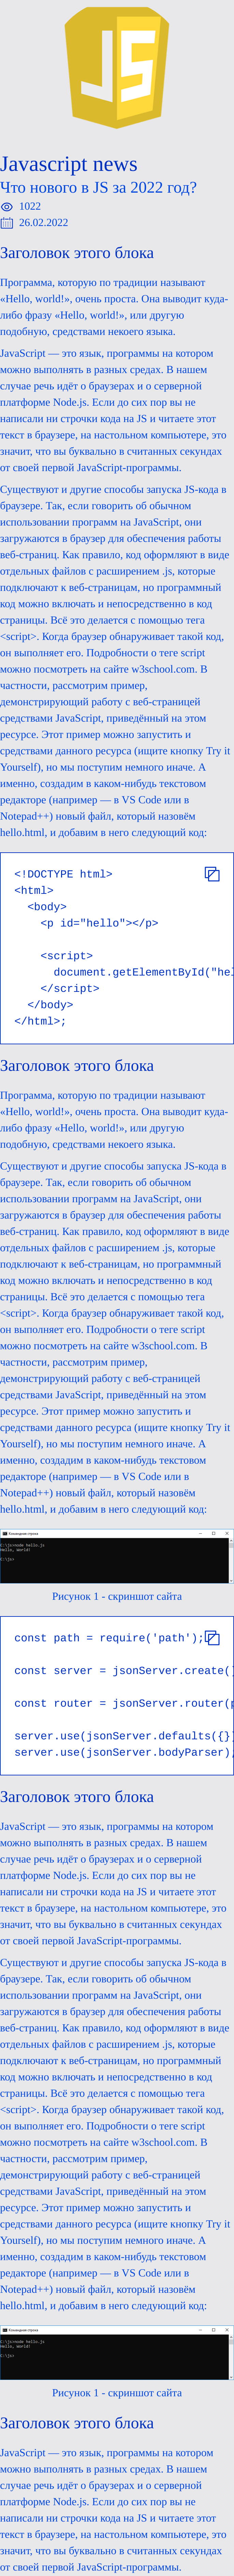 JS
Javascript news
Что нового в JS за 2022 год?
1022
26.02.2022
Заголовок этого блока
Программа, которую по традиции называют
«Hello, world!», очень проста. Она выводит куда-
либо фразу «Hello, world!», или другую
подобную, средствами некоего языка.
JavaScript — это язык, программы на котором
можно выполнять в разных средах. В нашем
случае речь идёт о браузерах и о серверной
платформе Node.js. Если до сих пор вы не
написали ни строчки кода на JS и читаете этот
текст в браузере, на настольном компьютере, это
значит, что вы буквально в считанных секундах
от своей первой JavaScript-программы.
Существуют и другие способы запуска JS-кода в
браузере. Так, если говорить об обычном
использовании программ на JavaScript, они
загружаются в браузер для обеспечения работы
веб-страниц. Как правило, код оформляют в виде
отдельных файлов с расширением .js, которые
подключают к веб-страницам, но программный
код можно включать и непосредственно в код
страницы. Всё это делается с помощью тега
<script>. Когда браузер обнаруживает такой код,
он выполняет его. Подробности о теге script
можно посмотреть на сайте w3school.com. В
частности, рассмотрим пример,
демонстрирующий работу с веб-страницей
средствами JavaScript, приведённый на этом
ресурсе. Этот пример можно запустить и
средствами данного ресурса (ищите кнопку Try it
Yourself), но мы поступим немного иначе. А
именно, создадим в каком-нибудь текстовом
редакторе (например — в VS Code или в
Notepad++) новый файл, который назовём
hello.html, и добавим в него следующий код:
<!DOCTYPE html>
<html>
<body>
<p id="hello"></p>
<script>
document.getElementById("hel
</script>
</body>
</html>;
Заголовок этого блока
Программа, которую по традиции называют
«Hello, world!», очень проста. Она выводит куда-
либо фразу «Hello, world!», или другую
подобную, средствами некоего языка.
Существуют и другие способы запуска JS-кода в
браузере. Так, если говорить об обычном
использовании программ на JavaScript, они
загружаются в браузер для обеспечения работы
веб-страниц. Как правило, код оформляют в виде
отдельных файлов с расширением .js, которые
подключают к веб-страницам, но программный
код можно включать и непосредственно в код
страницы. Всё это делается с помощью тега
<script>. Когда браузер обнаруживает такой код,
он выполняет его. Подробности о теге script
можно посмотреть на сайте w3school.com. В
частности, рассмотрим пример,
демонстрирующий работу с веб-страницей
средствами JavaScript, приведённый на этом
ресурсе. Этот пример можно запустить и
средствами данного ресурса (ищите кнопку Try it
Yourself), но мы поступим немного иначе. А
именно, создадим в каком-нибудь текстовом
редакторе (например — в VS Code или в
Notepad++) новый файл, который назовём
hello.html, и добавим в него следующий код:
Командная строка
C:\js>node hello.js
Hello, World!
C:\js>
Рисунок 1 - скриншот сайта
const path = require('path');
const server = jsonServer.create()
const router = jsonServer.router(p
server.use(jsonServer.defaults({})
server.use(jsonServer.bodyParser);
Заголовок этого блока
JavaScript — это язык, программы на котором
можно выполнять в разных средах. В нашем
случае речь идёт о браузерах и о серверной
платформе Node.js. Если до сих пор вы не
написали ни строчки кода на JS и читаете этот
текст в браузере, на настольном компьютере, это
значит, что вы буквально в считанных секундах
от своей первой JavaScript-программы.
Существуют и другие способы запуска JS-кода в
браузере. Так, если говорить об обычном
использовании программ на JavaScript, они
загружаются в браузер для обеспечения работы
веб-страниц. Как правило, код оформляют в виде
отдельных файлов с расширением .js, которые
подключают к веб-страницам, но программный
код можно включать и непосредственно в код
страницы. Всё это делается с помощью тега
<script>. Когда браузер обнаруживает такой код,
он выполняет его. Подробности о теге script
можно посмотреть на сайте w3school.com. В
частности, рассмотрим пример,
демонстрирующий работу с веб-страницей
средствами JavaScript, приведённый на этом
ресурсе. Этот пример можно запустить и
средствами данного ресурса (ищите кнопку Try it
Yourself), но мы поступим немного иначе. А
именно, создадим в каком-нибудь текстовом
редакторе (например — в VS Code или в
Notepad++) новый файл, который назовём
hello.html, и добавим в него следующий код:
Командная строка
C:\js>node hello.js
Hello, World!
C:\js>
Рисунок 1 - скриншот сайта
Заголовок этого блока
JavaScript — это язык, программы на котором
можно выполнять в разных средах. В нашем
случае речь идёт о браузерах и о серверной
платформе Node.js. Если до сих пор вы не
написали ни строчки кода на JS и читаете этот
текст в браузере, на настольном компьютере, это
значит, что вы буквально в считанных секундах
от своей первой JavaScript-программы.